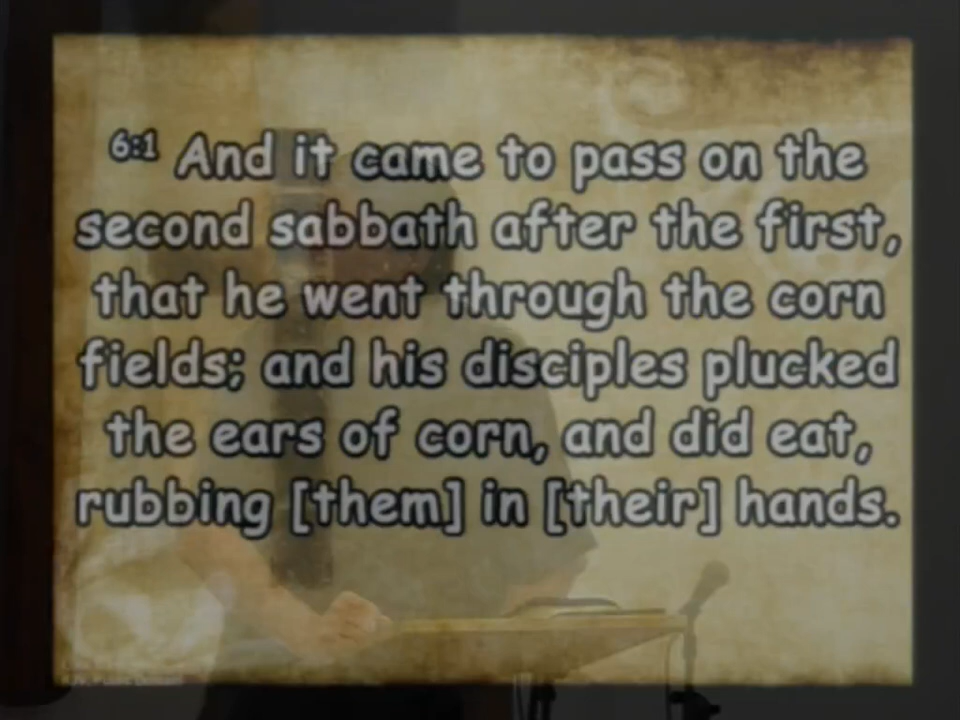 6:1 And it came to pass on the
second sabbath after the first,
that he went through the corn
fields; and his disciples plucked
the ears of corn, and did eat,
rubbing [them] in [their] hands.